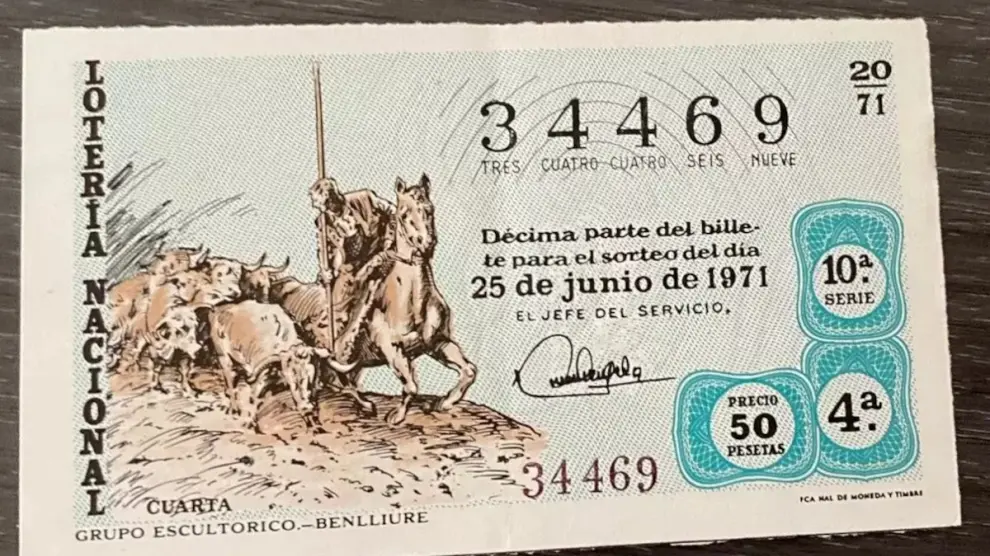 LOTERÍA NACIONAL
34469
TRES CUATRO CUATRO SEIS NUEVE
20
71
Décima parte del bille-
te para el sorteo del día
25 de junio de 1971
EL JEFE DEL SERVICIO,
10.ª
SERIE
PRECIO
50
PESETAS
4.ª
34469
CUARTA
GRUPO ESCULTORICO.—BENLLIURE
FCA NAL DE MONEDA Y TIMBRE